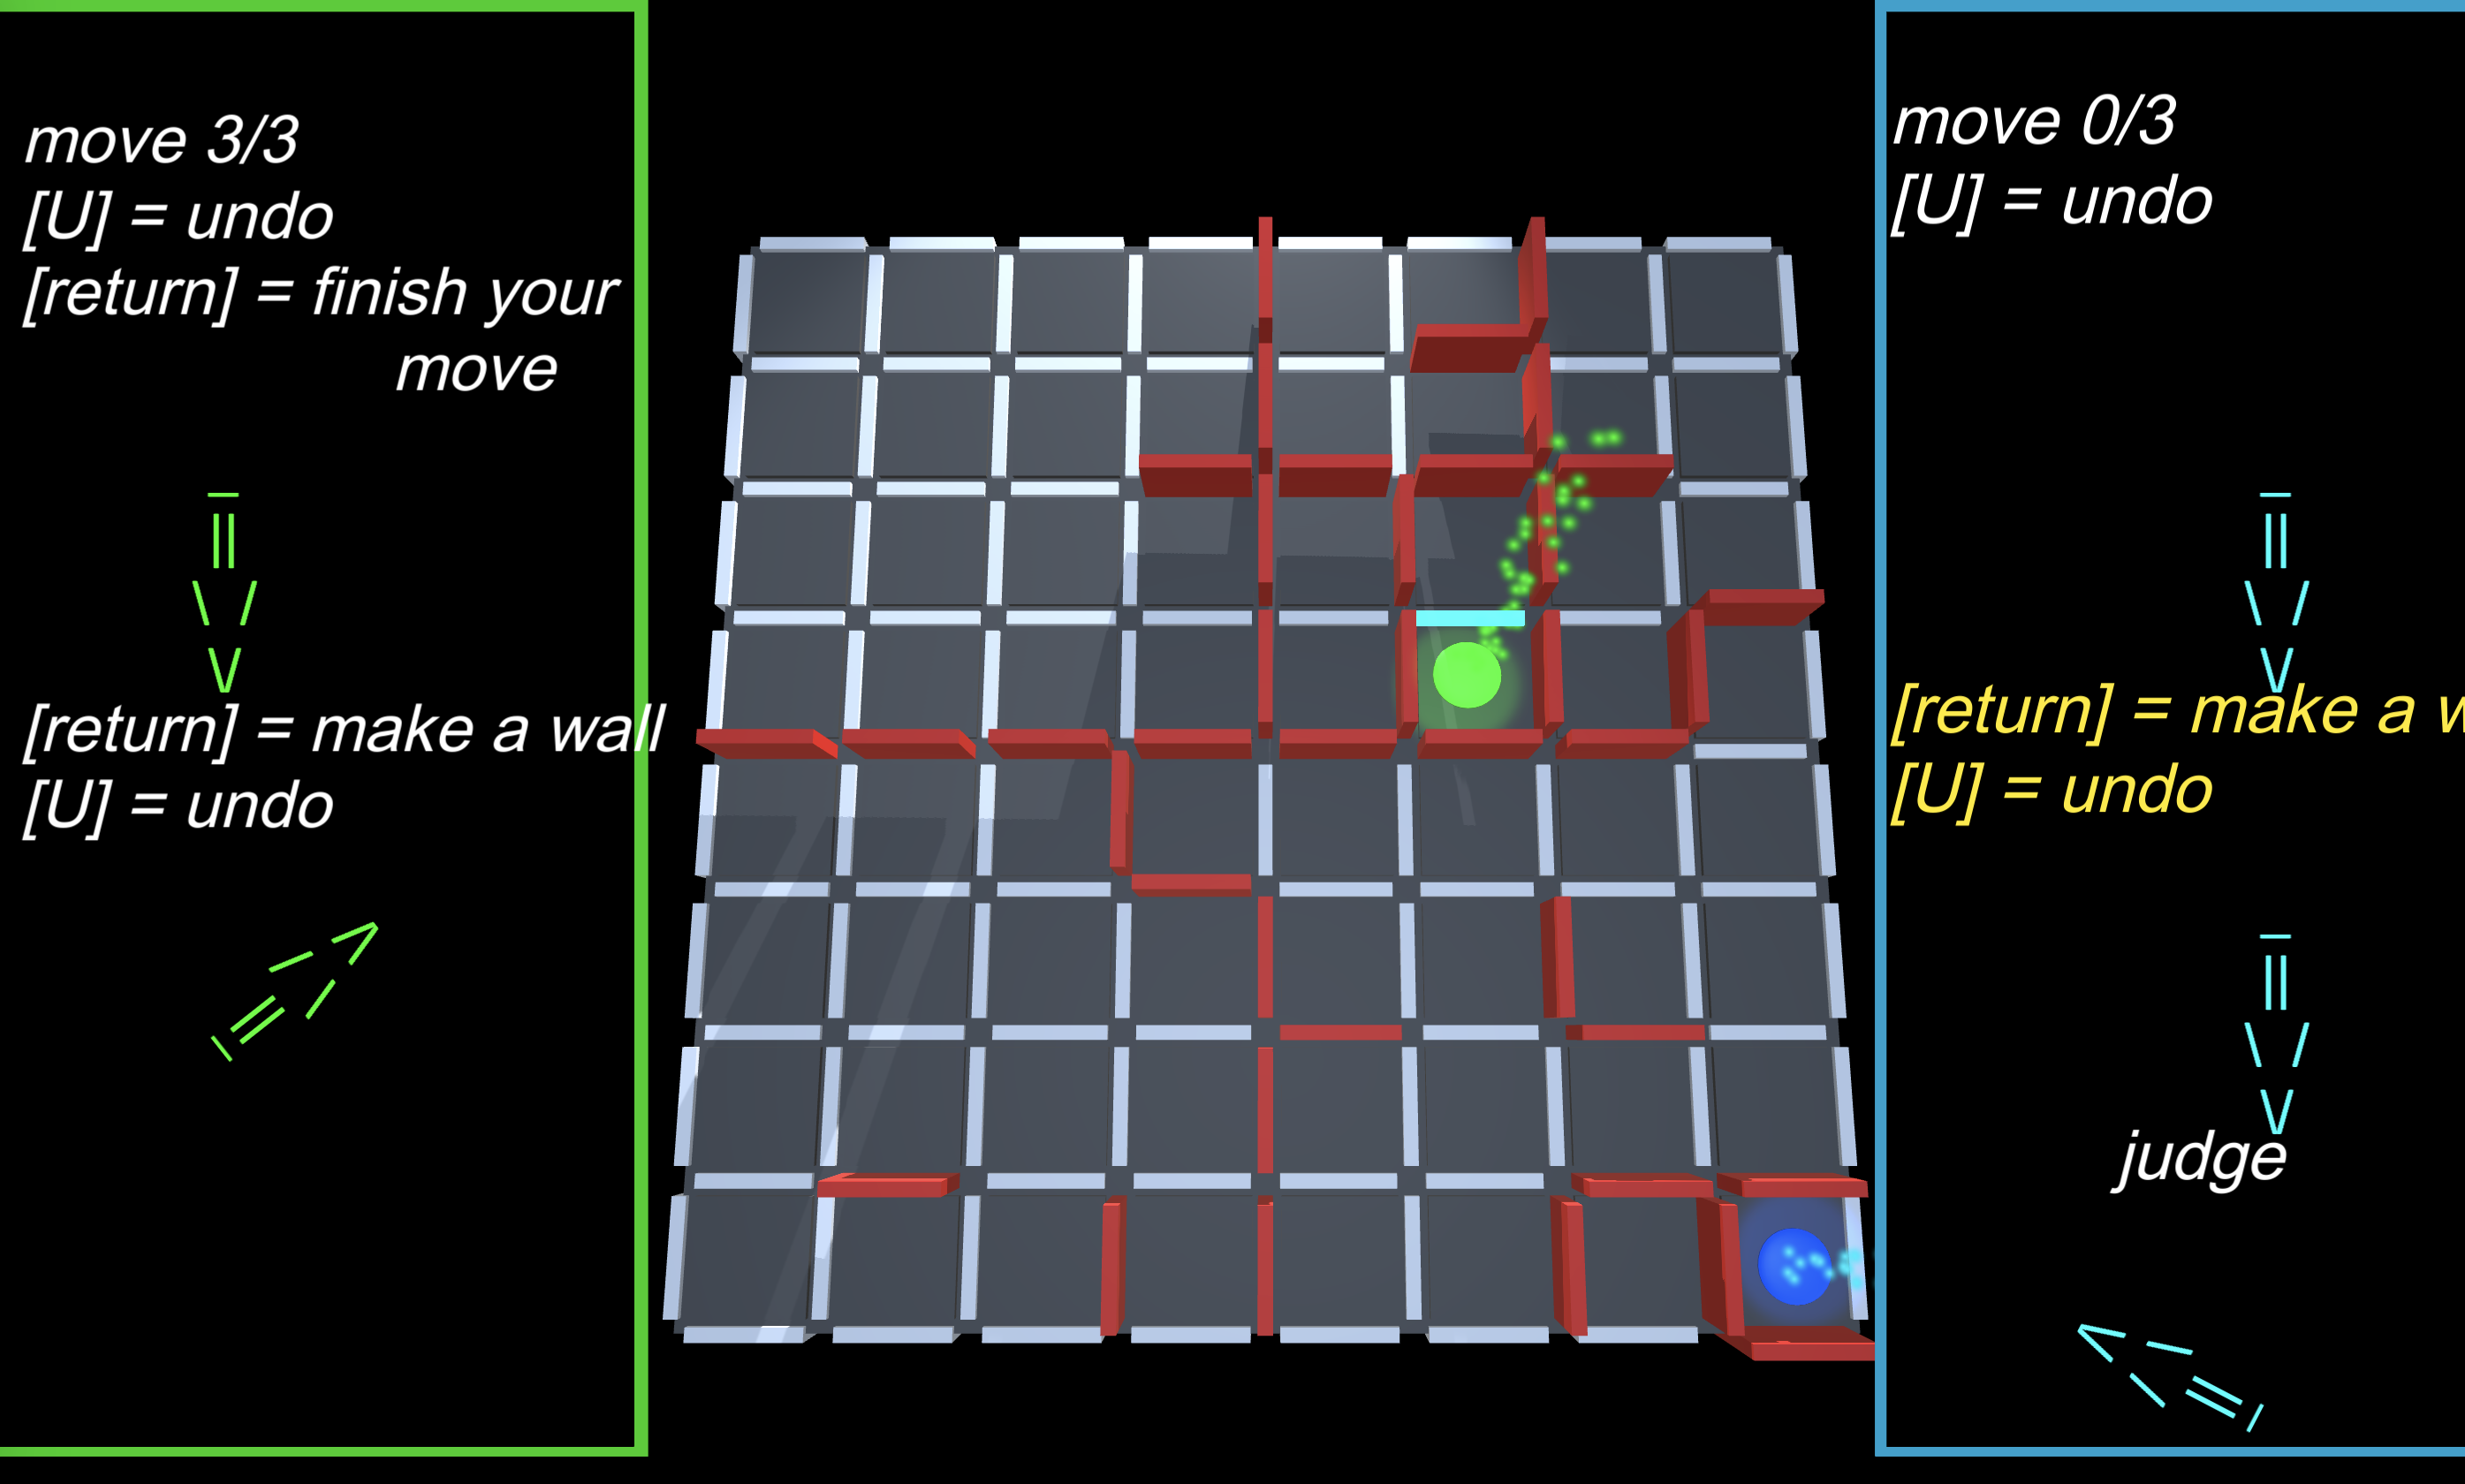 move 3/3
[U] = undo
[return] = finish your
move
[return] = make a wall
[U] = undo
move 0/3
[U] = undo
[return] = make a w
[U] = undo
judge